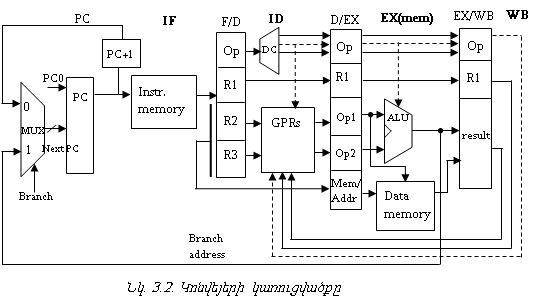 PC IF F/D ID D/EX EX(mem) EX/WB WB
PC+1
Op DC Op Op
PC0
R1 R1 R1
PC Instr. memory
0
R2 GPRs Op1 ALU
MUX
result
1 Next PC
R3 Op2
Mem/ Addr
Data memory
Branch
Branch address
Նկ. 3.2. Կոնվեյերի կառուցվածքը